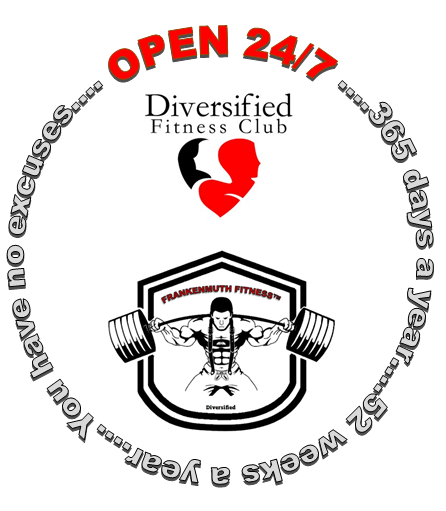 OPEN 24/7 .....365 days a year....52 weeks a year.... You have no excuses....
Diversified
Fitness Club
FRANKENMUTH FITNESS™
Diversified